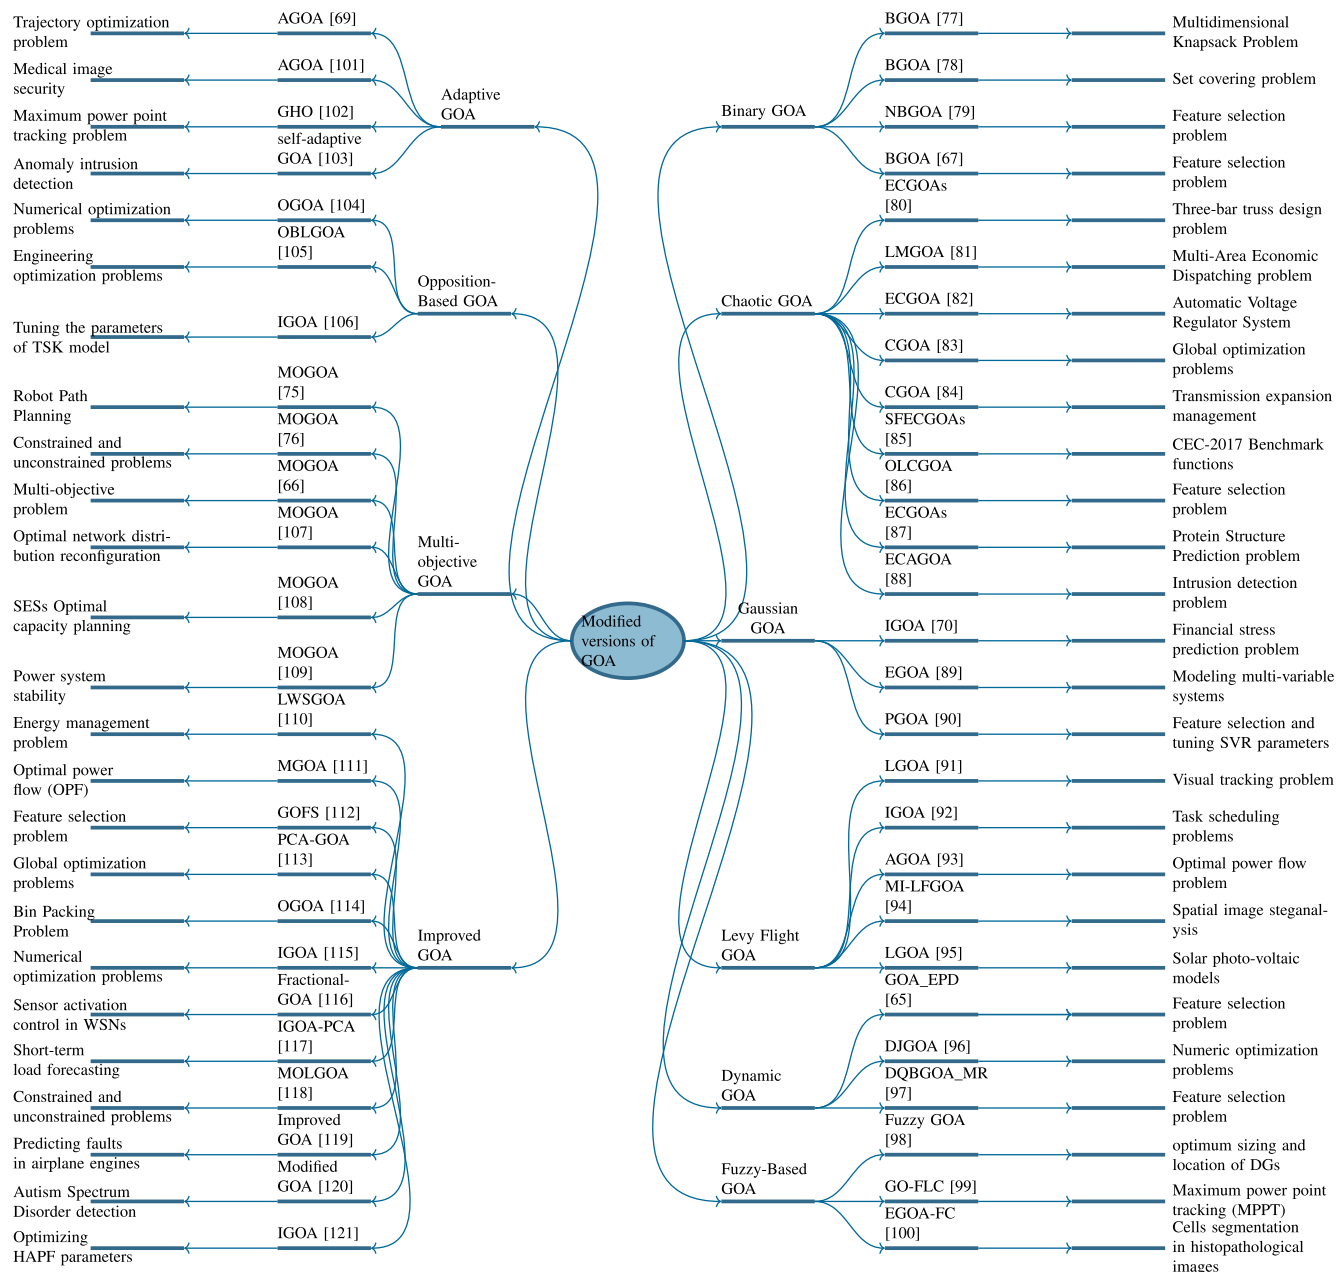 Trajectory optimization
problem
AGOA [69]
Medical image
security
AGOA [101]
Maximum power point
tracking problem
GHO [102]
Anomaly intrusion
detection
self-adaptive
GOA [103]
Adaptive
GOA
Numerical optimization
problems
OGOA [104]
Engineering
optimization problems
OBLGOA
[105]
Tuning the parameters
of TSK model
IGOA [106]
Opposition-
Based GOA
Robot Path
Planning
MOGOA
[75]
Constrained and
unconstrained problems
MOGOA
[76]
Multi-objective
problem
MOGOA
[66]
Optimal network distri-
bution reconfiguration
MOGOA
[107]
SESs Optimal
capacity planning
MOGOA
[108]
Power system
stability
MOGOA
[109]
Multi-
objective
GOA
Energy management
problem
LWSGOA
[110]
Optimal power
flow (OPF)
MGOA [111]
Feature selection
problem
GOFS [112]
Global optimization
problems
PCA-GOA
[113]
Bin Packing
Problem
OGOA [114]
Numerical
optimization problems
IGOA [115]
Sensor activation
control in WSNs
Fractional-
GOA [116]
Short-term
load forecasting
IGOA-PCA
[117]
Constrained and
unconstrained problems
MOLGOA
[118]
Predicting faults
in airplane engines
Improved
GOA [119]
Autism Spectrum
Disorder detection
Modified
GOA [120]
Optimizing
HAPF parameters
IGOA [121]
Improved
GOA
Modified
versions of
GOA
Binary GOA
BGOA [77]
Multidimensional
Knapsack Problem
BGOA [78]
Set covering problem
NBGOA [79]
Feature selection
problem
BGOA [67]
Feature selection
problem
Chaotic GOA
ECGOAs
[80]
Three-bar truss design
problem
LMGOA [81]
Multi-Area Economic
Dispatching problem
ECGOA [82]
Automatic Voltage
Regulator System
CGOA [83]
Global optimization
problems
CGOA [84]
Transmission expansion
management
SFECGOAs
[85]
CEC-2017 Benchmark
functions
OLCGOA
[86]
Feature selection
problem
ECGOAs
[87]
Protein Structure
Prediction problem
ECAGOA
[88]
Intrusion detection
problem
Gaussian
GOA
IGOA [70]
Financial stress
prediction problem
EGOA [89]
Modeling multi-variable
systems
PGOA [90]
Feature selection and
tuning SVR parameters
Levy Flight
GOA
LGOA [91]
Visual tracking problem
IGOA [92]
Task scheduling
problems
AGOA [93]
Optimal power flow
problem
MI-LFGOA
[94]
Spatial image steganal-
ysis
LGOA [95]
Solar photo-voltaic
models
Dynamic
GOA
GOA_EPD
[65]
Feature selection
problem
DJGOA [96]
Numeric optimization
problems
DQBGOA_MR
[97]
Feature selection
problem
Fuzzy-Based
GOA
Fuzzy GOA
[98]
optimum sizing and
location of DGs
GO-FLC [99]
Maximum power point
tracking (MPPT)
EGOA-FC
[100]
Cells segmentation
in histopathological
images